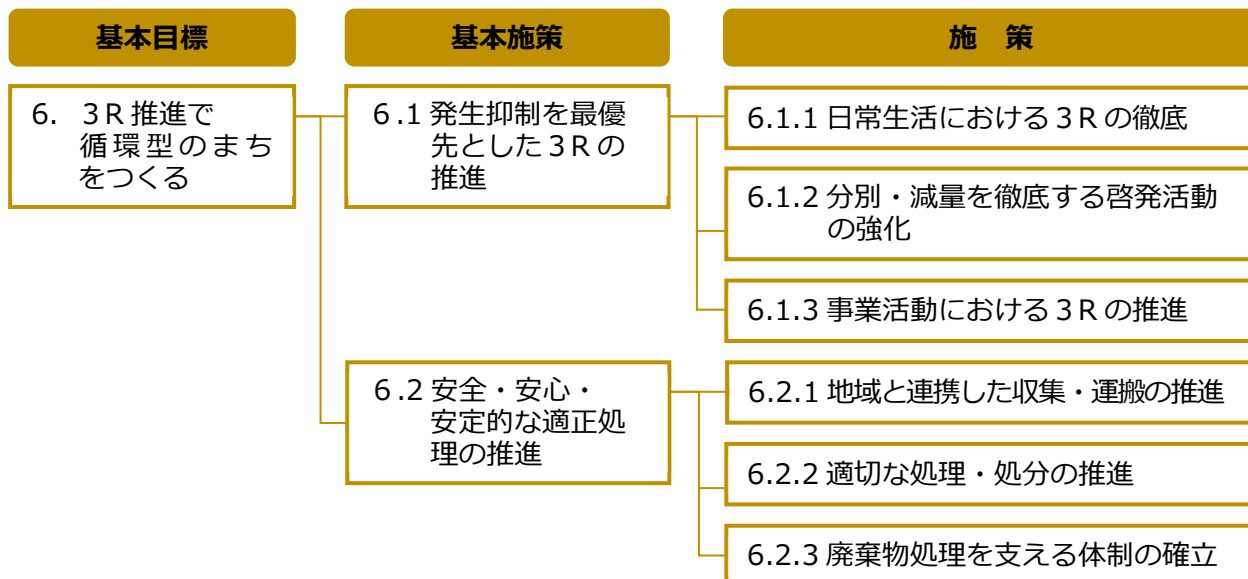 基本目標
基本施策
施　策
6.　３R 推進で
循環型のまち
をつくる
6.1 発生抑制を最優
先とした３R の
推進
6.1.1 日常生活における３R の徹底
6.1.2 分別・減量を徹底する啓発活動
の強化
6.1.3 事業活動における３R の推進
6.2 安全・安心・
安定的な適正処
理の推進
6.2.1 地域と連携した収集・運搬の推進
6.2.2 適切な処理・処分の推進
6.2.3 廃棄物処理を支える体制の確立